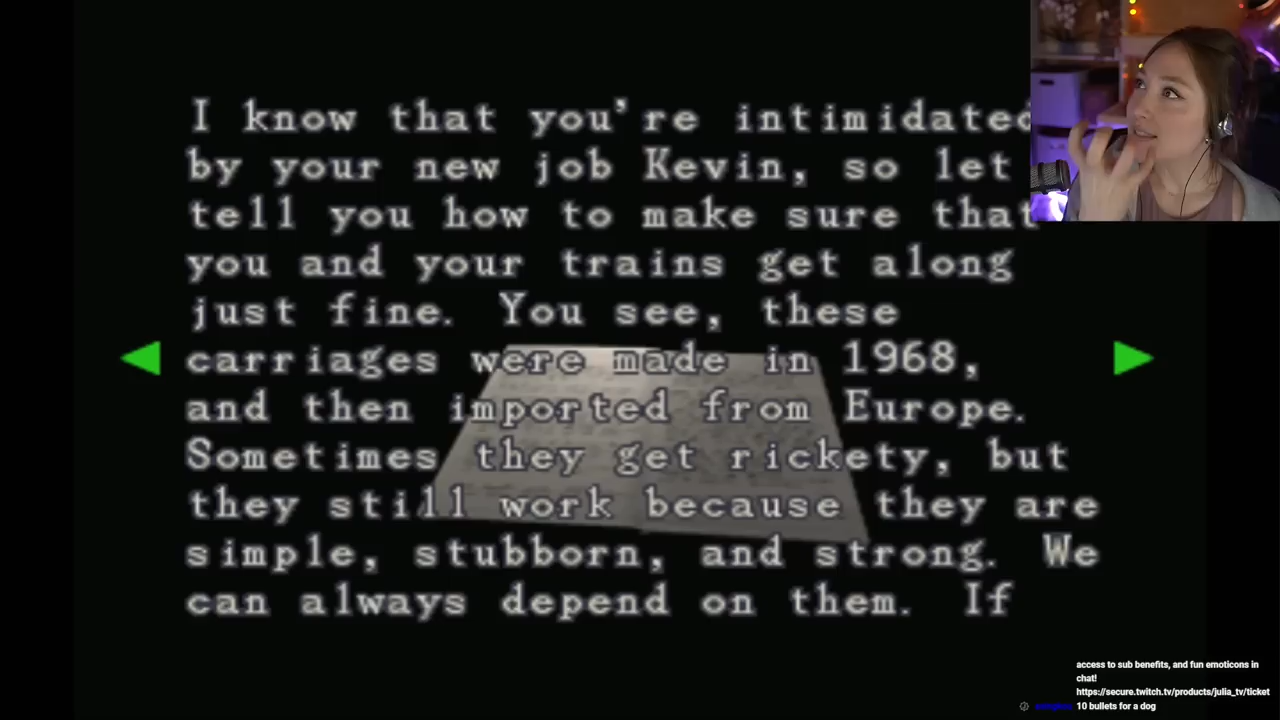 I know that you're intimidated
by your new job Kevin, so let
tell you how to make sure that
you and your trains get along
just fine. You see, these
carriages were made in 1968,
and then imported from Europe.
Sometimes they get rickety, but
they still work because they are
simple, stubborn, and strong. We
can always depend on them. If
access to sub benefits, and fun emoticons in
chat!
https://secure.twitch.tv/products/julia_tv/ticket
10 bullets for a dog